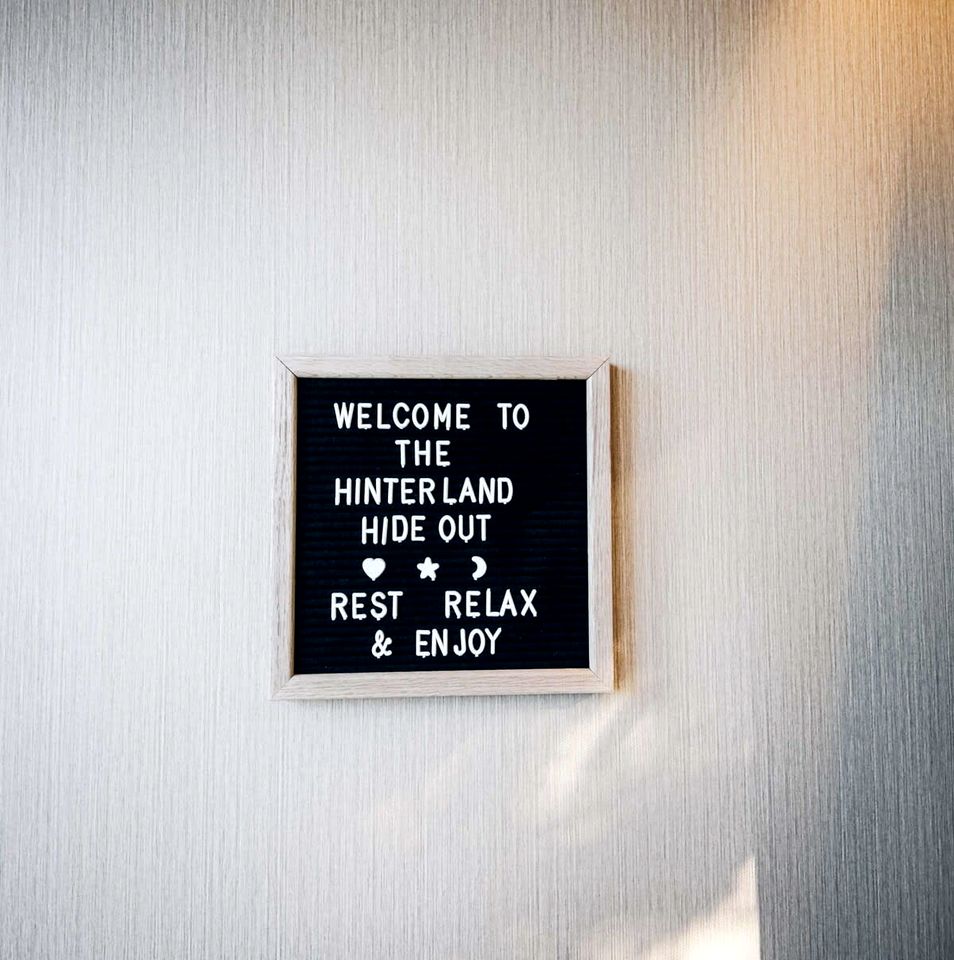 WELCOME TO
THE
HINTERLAND
HIDE OUT
♥ ★ ☽
REST RELAX
& ENJOY